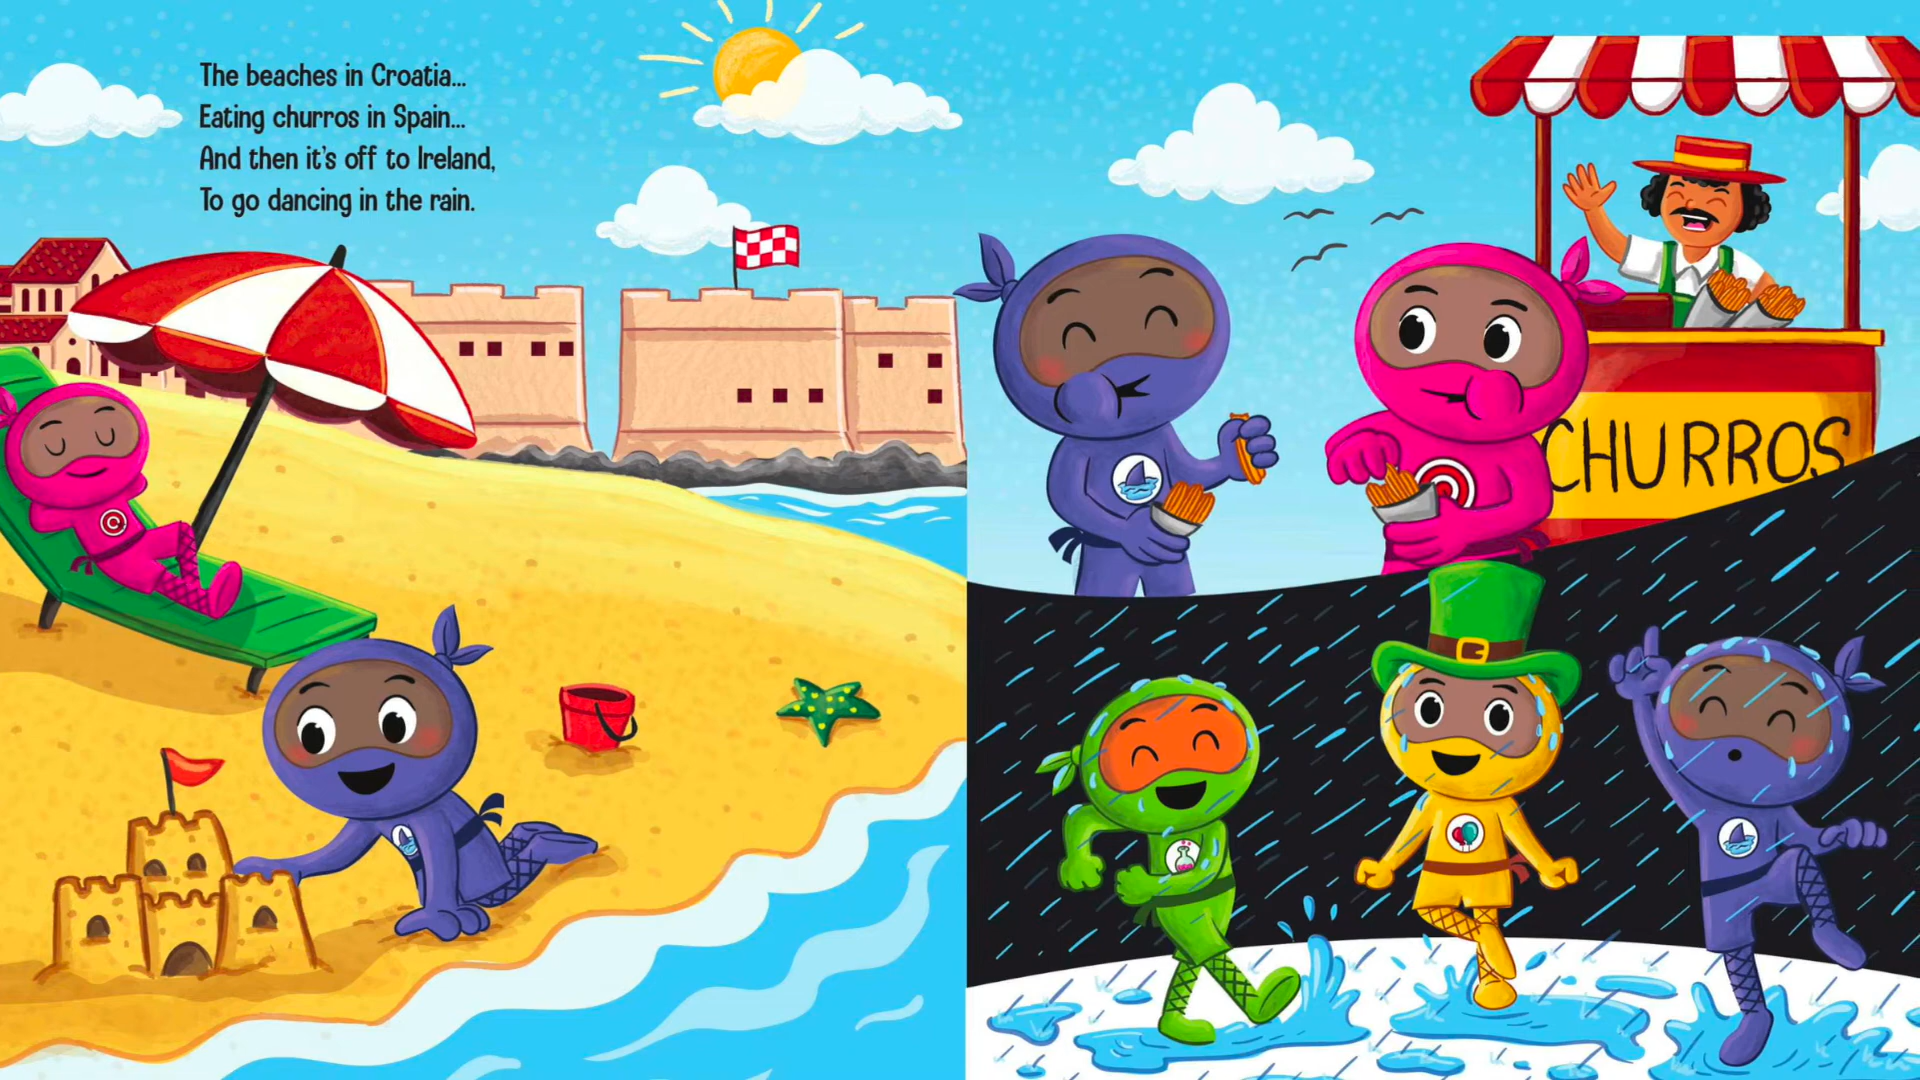 The beaches in Croatia...
Eating churros in Spain...
And then it's off to Ireland,
To go dancing in the rain.
CHURROS